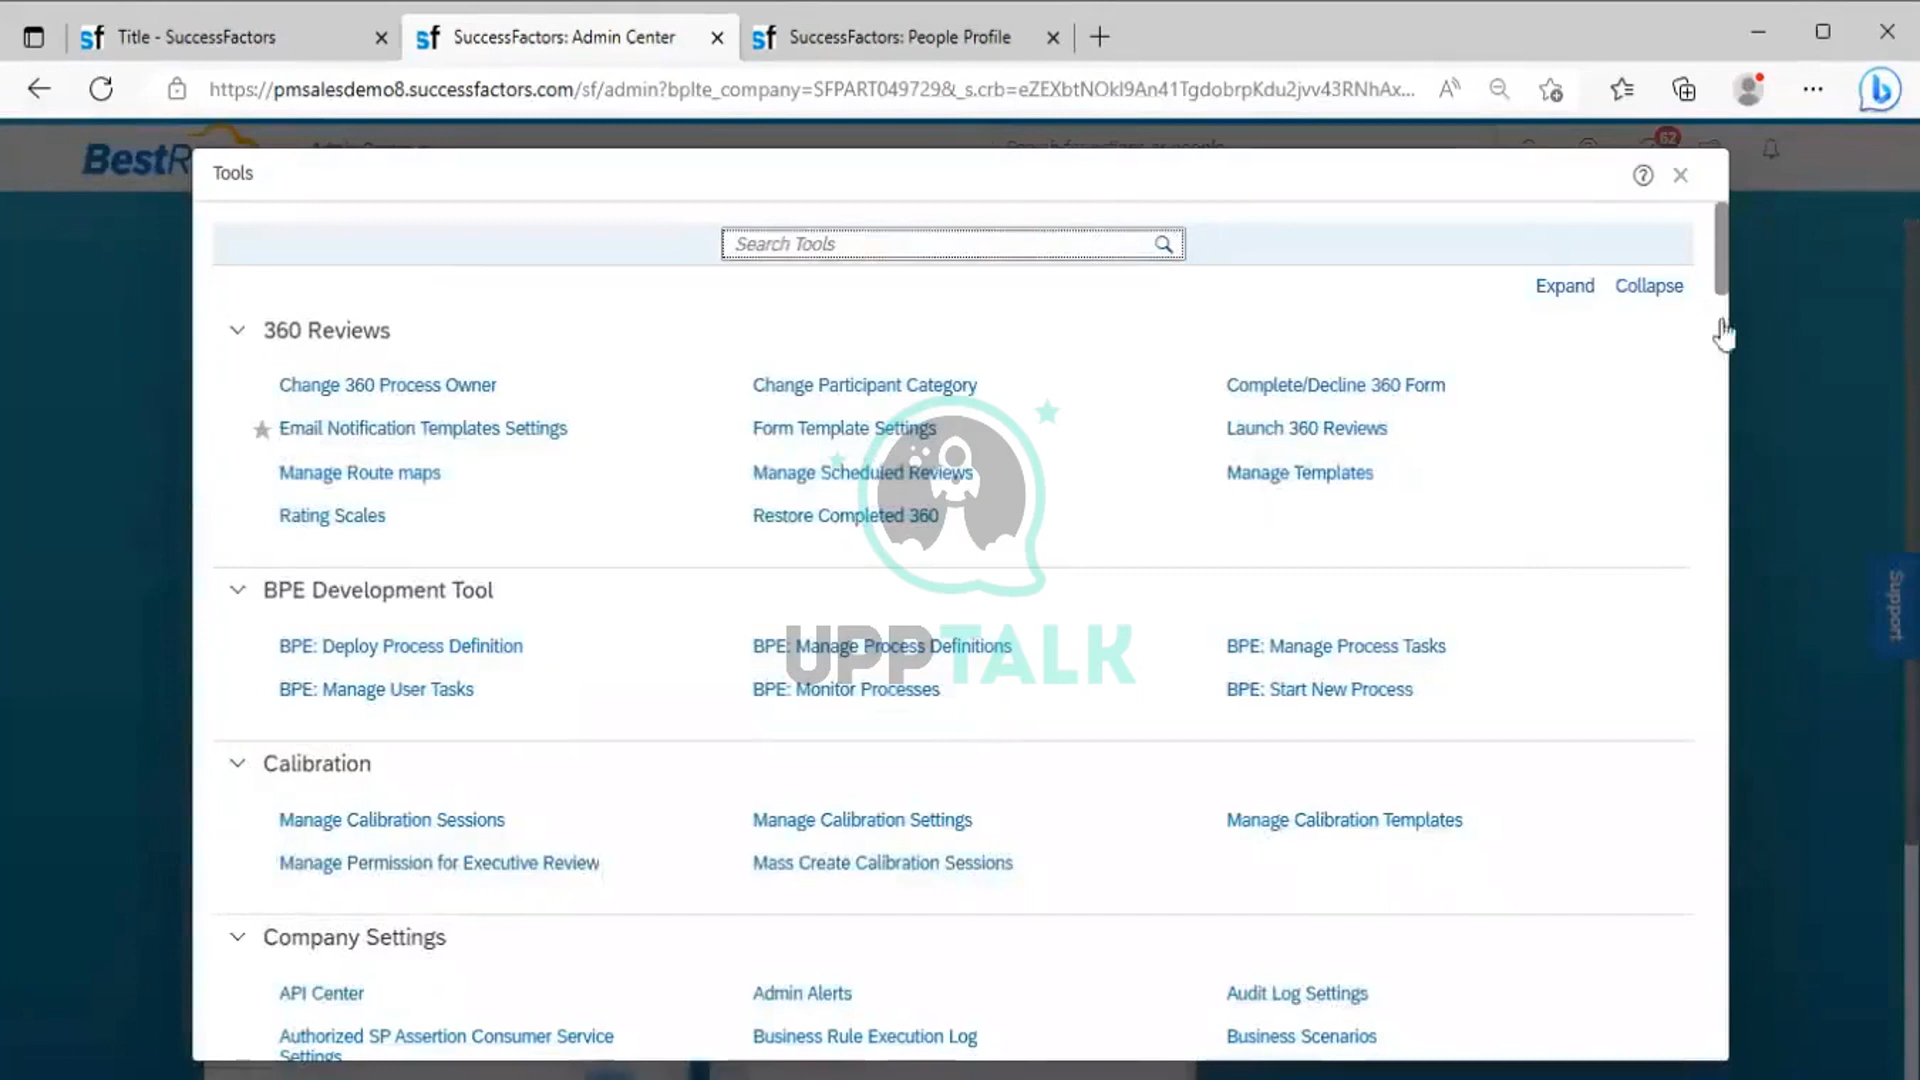 Title - SuccessFactors
SuccessFactors: Admin Center
SuccessFactors: People Profile
https://pmsalesdemo8.successfactors.com/sf/admin?bplte_company=SFPART049729&_s.crb=eZEXbtNOkl9An41TgdobrpKdu2jvv43RNhAx...
BestR
62
Tools
Search Tools
Expand Collapse
360 Reviews
Change 360 Process Owner Change Participant Category Complete/Decline 360 Form
Email Notification Templates Settings Form Template Settings Launch 360 Reviews
Manage Route maps Manage Scheduled Reviews Manage Templates
Rating Scales Restore Completed 360
BPE Development Tool
BPE: Deploy Process Definition BPE: Manage Process Definitions BPE: Manage Process Tasks
UPPTALK
BPE: Manage User Tasks BPE: Monitor Processes BPE: Start New Process
Support
Calibration
Manage Calibration Sessions Manage Calibration Settings Manage Calibration Templates
Manage Permission for Executive Review Mass Create Calibration Sessions
Company Settings
API Center Admin Alerts Audit Log Settings
Authorized SP Assertion Consumer Service Business Rule Execution Log Business Scenarios
Settings